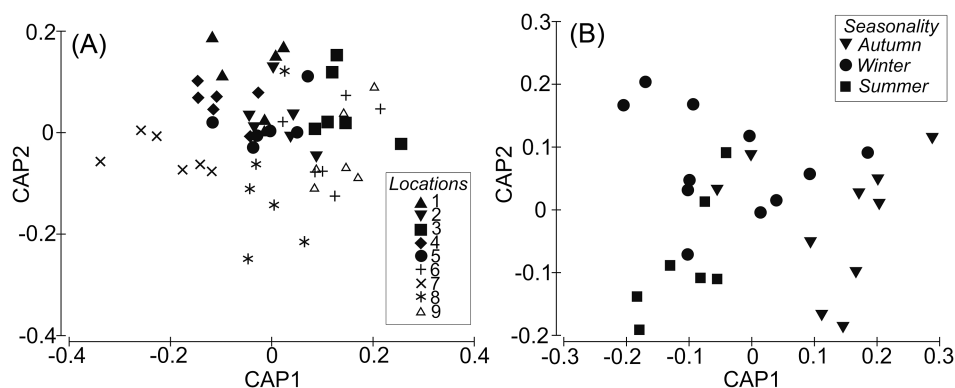 (A)
0.2
0
-0.2
-0.4
CAP2
-0.4 -0.2 0 0.2 0.4
CAP1
Locations
1
2
3
4
5
6
7
8
9
(B)
0.3
0.2
0.1
0
-0.1
-0.2
CAP2
-0.3 -0.2 -0.1 0 0.1 0.2 0.3
CAP1
Seasonality
Autumn
Winter
Summer